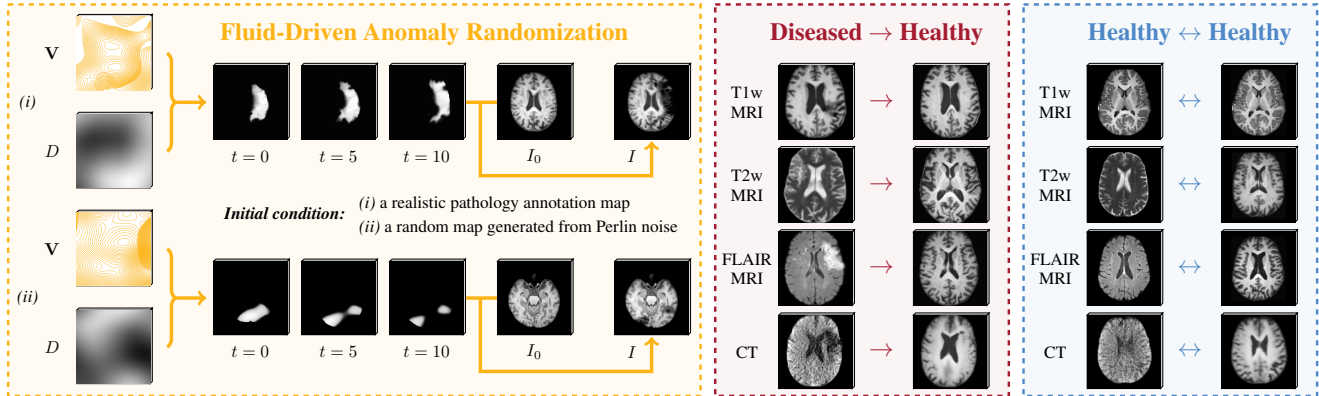 Fluid-Driven Anomaly Randomization
V
(i)
D
t = 0
t = 5
t = 10
I0
I
Initial condition:
(i) a realistic pathology annotation map
(ii) a random map generated from Perlin noise
V
(ii)
D
t = 0
t = 5
t = 10
I0
I
Diseased → Healthy
T1w
MRI
→
T2w
MRI
→
FLAIR
MRI
→
CT
→
Healthy ↔ Healthy
T1w
MRI
↔
T2w
MRI
↔
FLAIR
MRI
↔
CT
↔